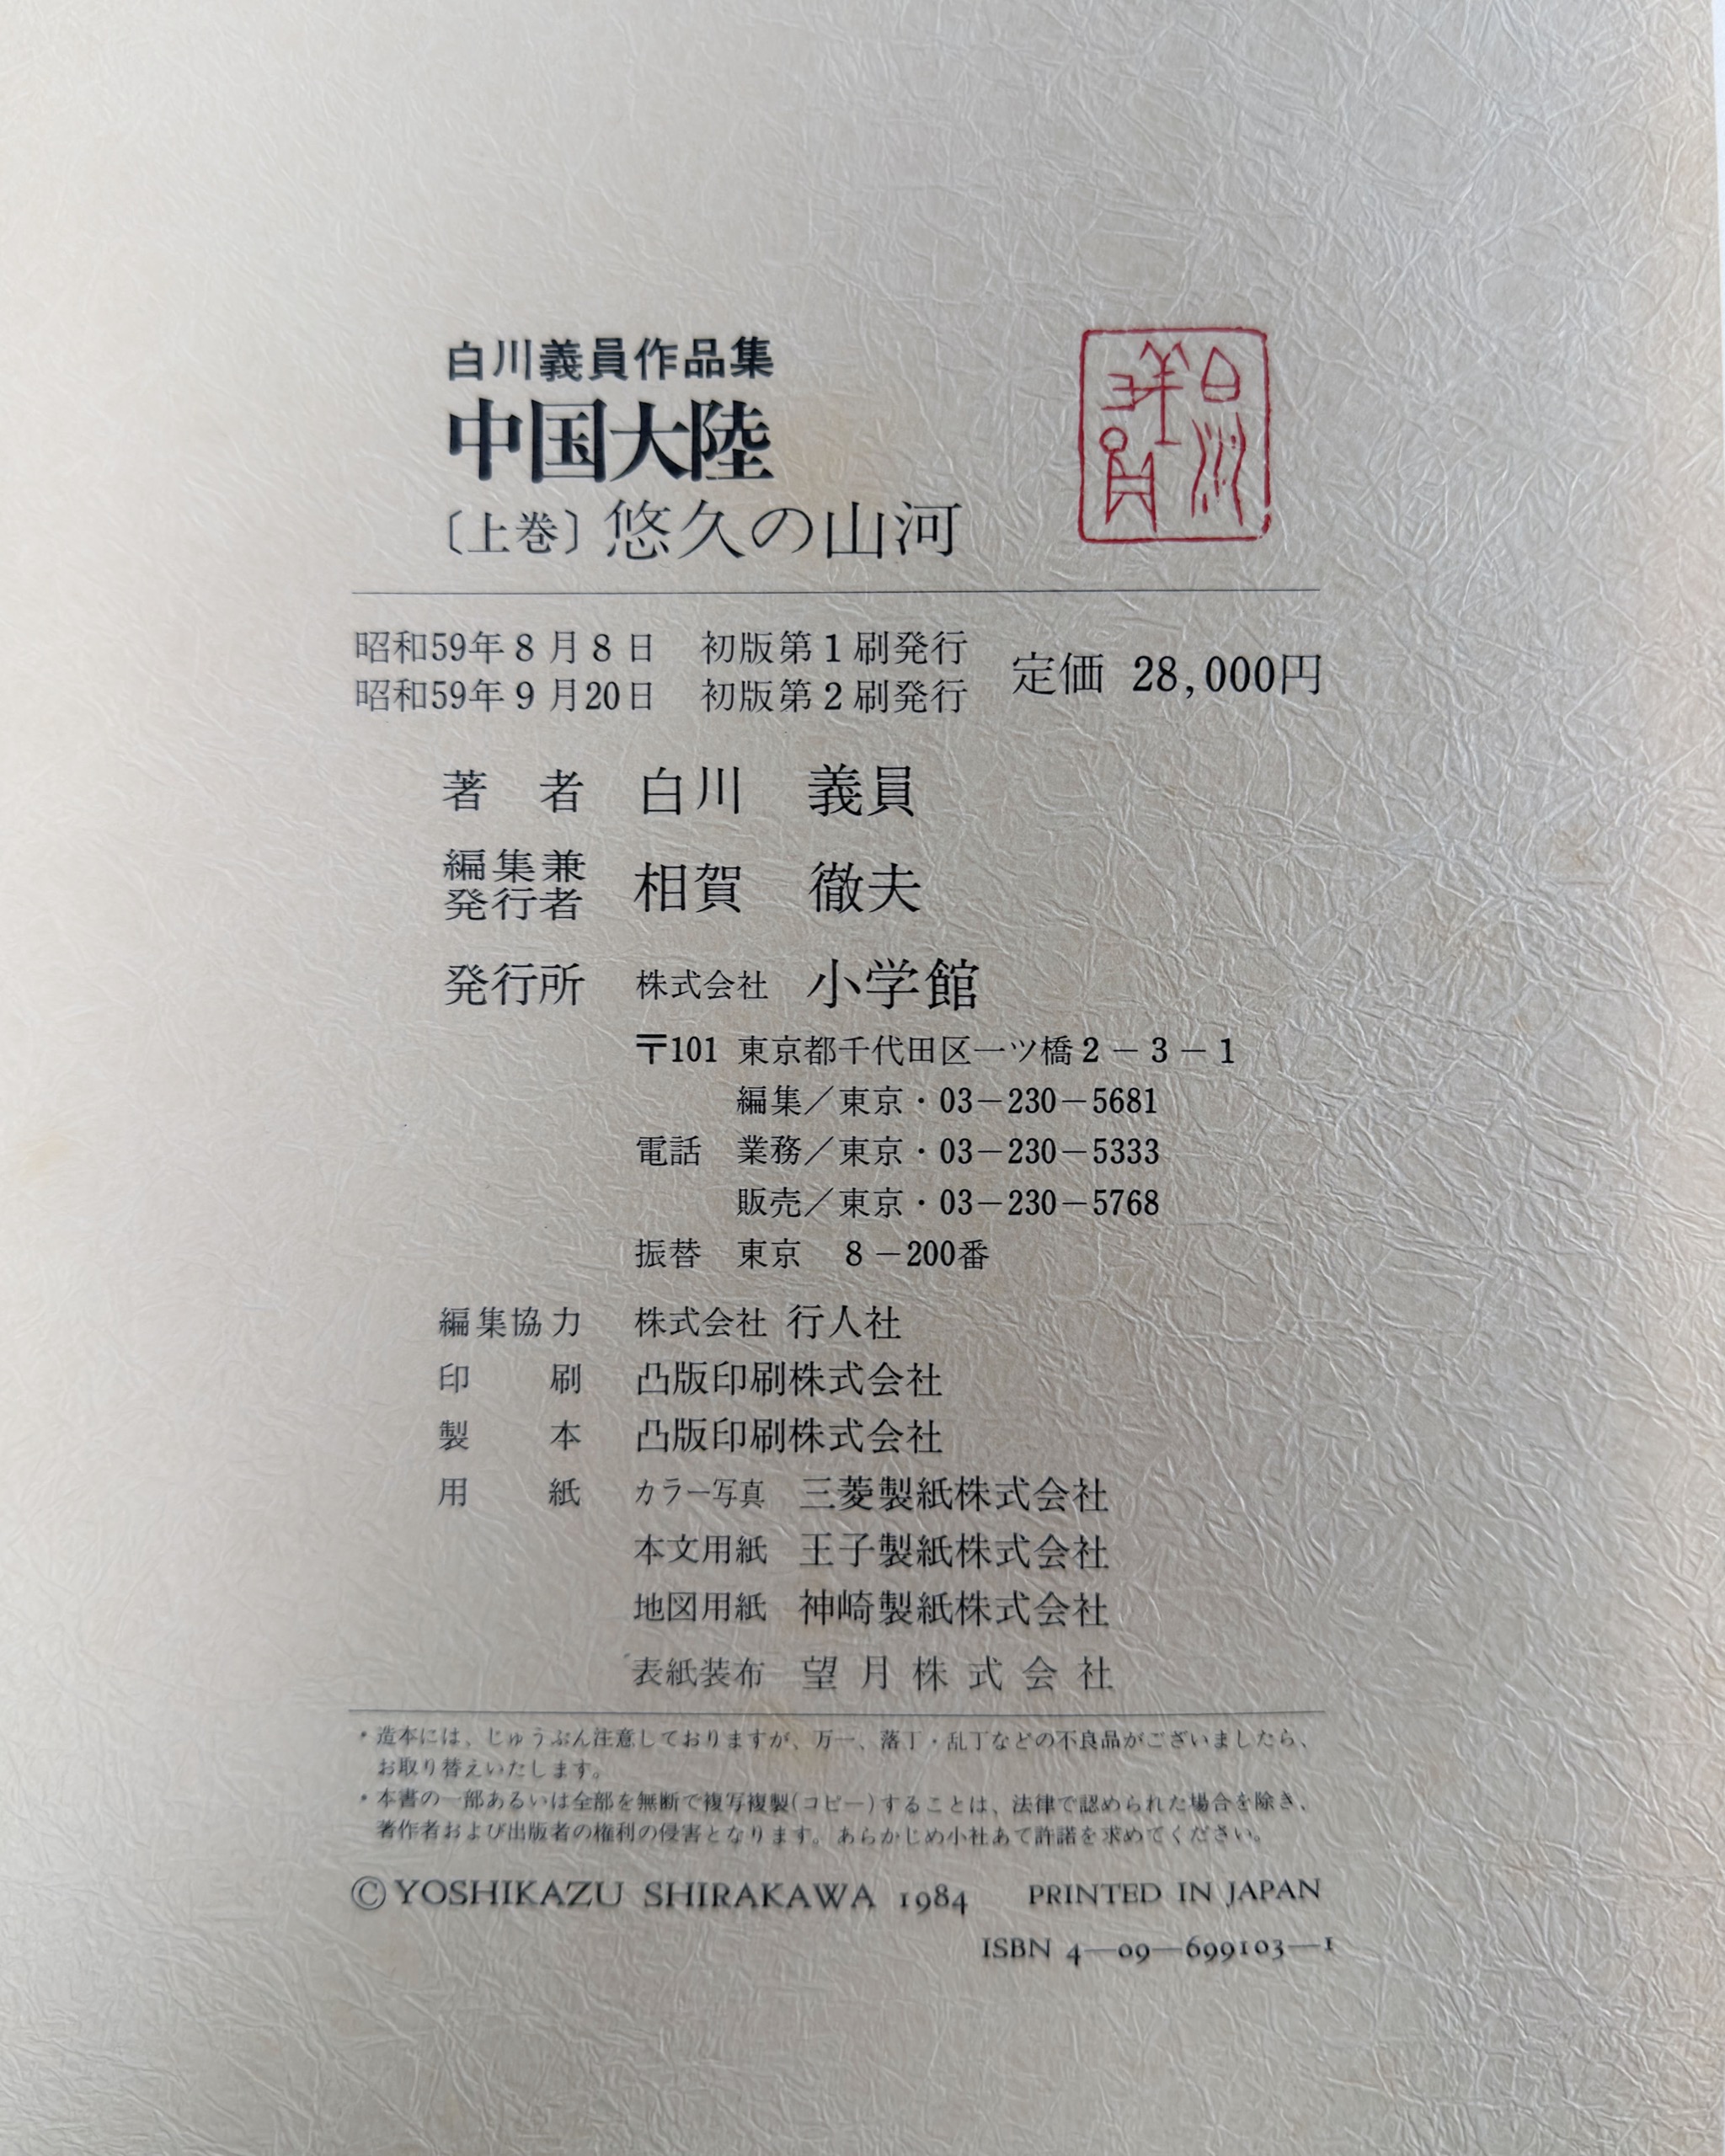 白川義員作品集
中国大陸
〔上巻〕悠久の山河
白川義員
昭和59年8月8日　初版第1刷発行
昭和59年9月20日　初版第2刷発行
定価 28,000円
著　者　白川　義員
編集兼発行者　相賀　徹夫
発行所　株式会社 小学館
〒101 東京都千代田区一ツ橋2－3－1
編集／東京・03－230－5681
電話　業務／東京・03－230－5333
販売／東京・03－230－5768
振替　東京　8－200番
編集協力　株式会社 行人社
印　刷　凸版印刷株式会社
製　本　凸版印刷株式会社
用　紙　カラー写真　三菱製紙株式会社
本文用紙　王子製紙株式会社
地図用紙　神崎製紙株式会社
表紙装布　望月株式会社
・造本には、じゅうぶん注意しておりますが、万一、落丁・乱丁などの不良品がございましたら、
お取り替えいたします。
・本書の一部あるいは全部を無断で複写複製(コピー)することは、法律で認められた場合を除き、
著作者および出版者の権利の侵害となります。あらかじめ小社あて許諾を求めてください。
©YOSHIKAZU SHIRAKAWA 1984　PRINTED IN JAPAN
ISBN 4—09—699103—1